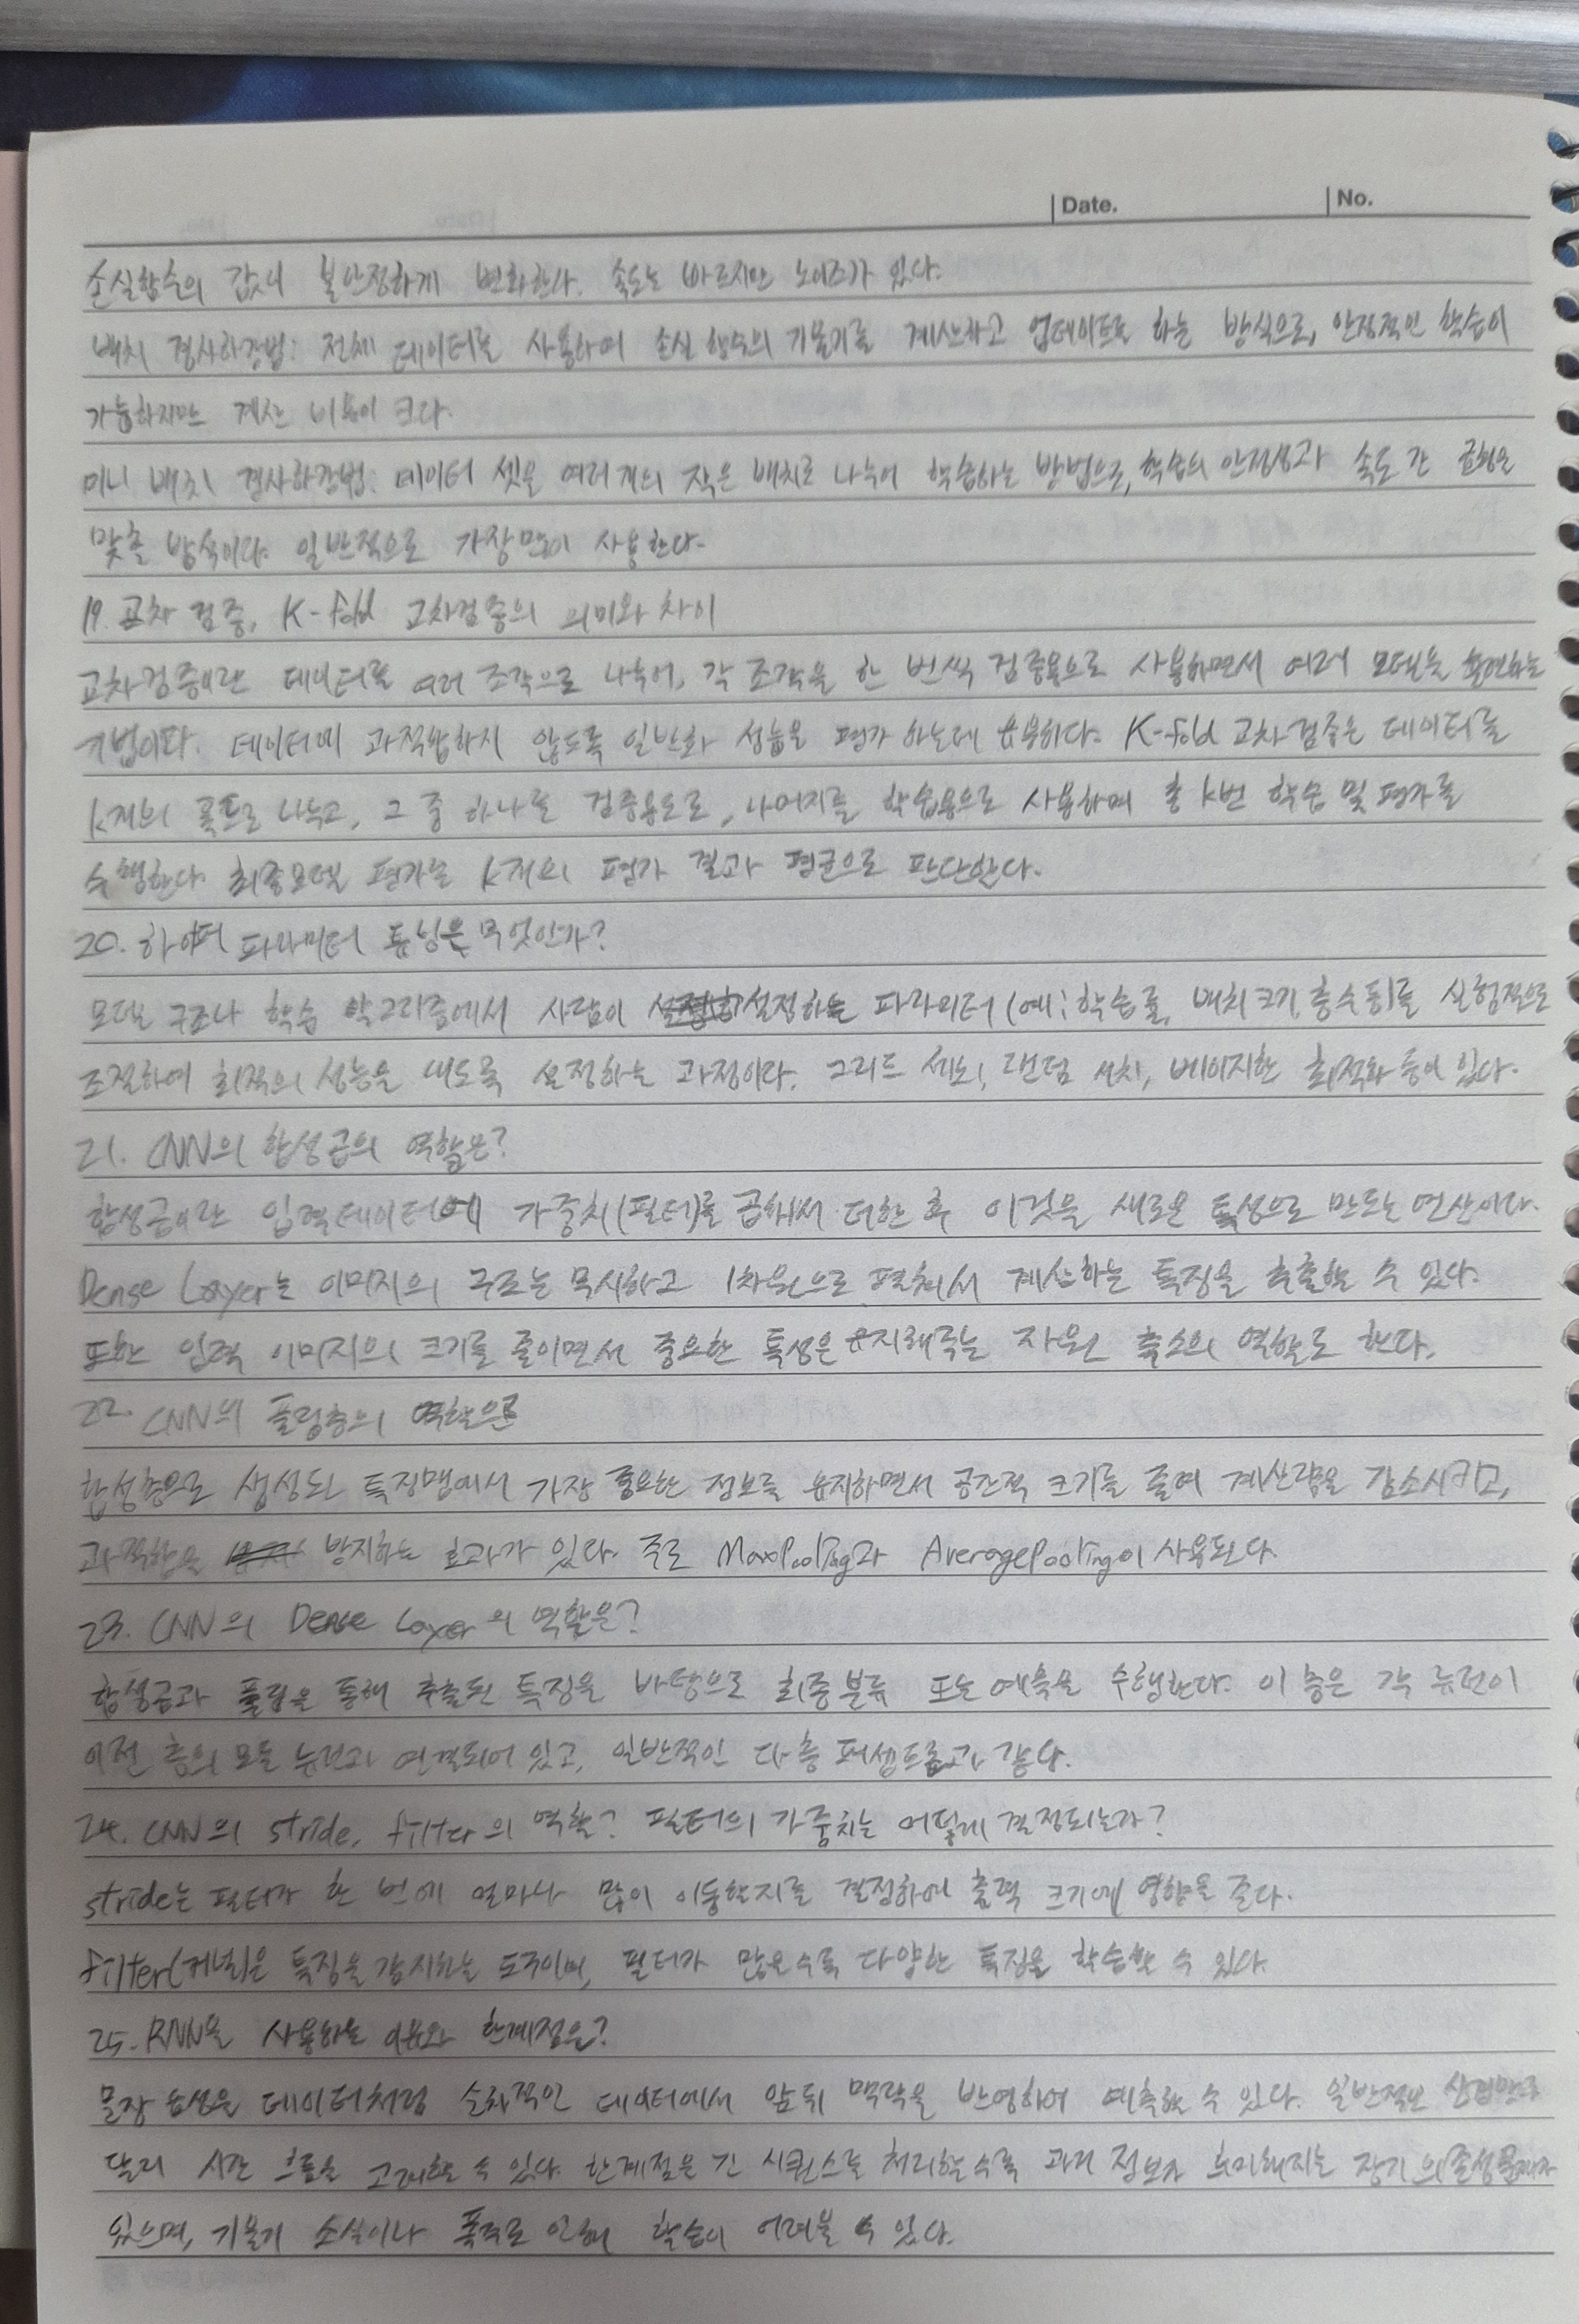 Date. No.
손실함수의 값이 불안정하게 변화한다. 속도는 빠르지만 노이즈가 있다.
배치 경사하강법: 전체 데이터를 사용하여 손실 함수의 기울기를 계산하고 업데이트를 하는 방식으로, 안정적인 학습이
가능하지만 계산 비용이 크다.
미니 배치 경사하강법: 데이터 셋을 여러개의 작은 배치로 나누어 학습하는 방법으로, 학습의 안정성과 속도 간 균형을
맞춘 방식이다. 일반적으로 가장많이 사용한다.
19. 교차 검증, K-fold 교차검증의 의미와 차이
교차검증이란 데이터를 여러 조각으로 나누어, 각 조각을 한 번씩 검증용으로 사용하면서 여러 모델을
기법이다. 데이터에 과적합하지 않도록 일반화 성능을 평가 하는데 유용하다. K-fold 교차검증은 데이터를
k개의 폴드로 나누고, 그 중 하나를 검증용도로, 나머지를 학습용으로 사용하며 총 k번 학습 및 평가를
수행한다. 최종모델 평가는 k개의 평가 결과 평균으로 판단한다.
20. 하이퍼 파라미터 튜닝은 무엇인가?
모델 구조나 학습 알고리즘에서 사람이 설정하는 파라미터(예: 학습률, 배치크기, 층수 등)를 실험적으로
조절하여 최적의 성능을 내도록 설정하는 과정이다. 그리드 서치, 랜덤 서치, 베이지안 최적화 등이 있다.
21. CNN의 합성곱의 역할은?
합성곱이란 입력데이터에 가중치(필터)를 곱해서 더한 후 이것을 새로운 특성으로 만드는 연산이다.
Dense Layer는 이미지의 구조는 무시하고 1차원으로 펼쳐서 계산하는 특징을 추출할 수 있다.
또한 입력 이미지의 크기를 줄이면서 중요한 특성은 유지해주는 차원 축소의 역할도 한다.
22. CNN의 풀링층의 역할은?
합성층으로 생성된 특징맵에서 가장 중요한 정보를 유지하면서 공간적 크기를 줄여 계산량을 감소시키고,
과적합을 방지하는 효과가 있다. 주로 MaxPooling과 AveragePooling이 사용된다.
23. CNN의 Dense Layer의 역할은?
합성곱과 풀링을 통해 추출된 특징을 바탕으로 최종분류 또는 예측을 수행한다. 이 층은 각 뉴런이
이전 층의 모든 뉴런과 연결되어 있고, 일반적인 다층 퍼셉트론과 같다.
24. CNN의 stride, filter의 역할? 필터의 가중치는 어떻게 결정되는가?
stride는 필터가 한 번에 얼마나 많이 이동할지를 결정하여 출력 크기에 영향을 준다.
filter(커널)은 특징을 감지하는 도구이며, 필터가 많을수록 다양한 특징을 학습할 수 있다.
25. RNN을 사용하는 이유와 한계점은?
문장 데이터처럼 순차적인 데이터에서 앞뒤 맥락을 반영하여 예측할 수 있다. 일반적인
달리 시간 흐름을 고려할 수 있다. 한계점은 긴 시퀀스를 처리할수록 과거 정보가 희미해지는 장기 의존성 문제가
있으며, 기울기 소실이나 폭주로 인해 학습이 어려울 수 있다.